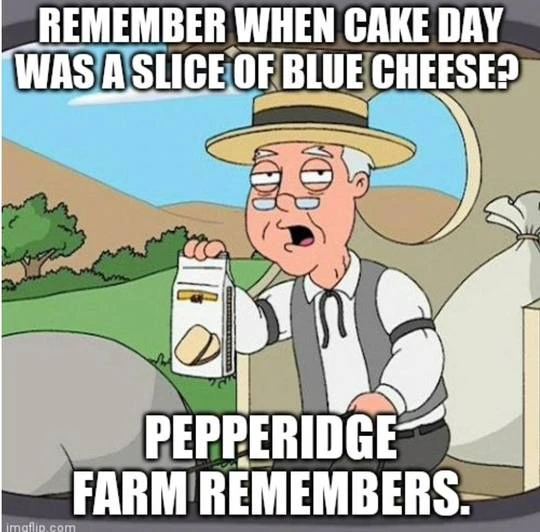 REMEMBER WHEN CAKE DAY
WAS A SLICE OF BLUE CHEESE?
PEPPERIDGE
FARM REMEMBERS.
imgflip.com